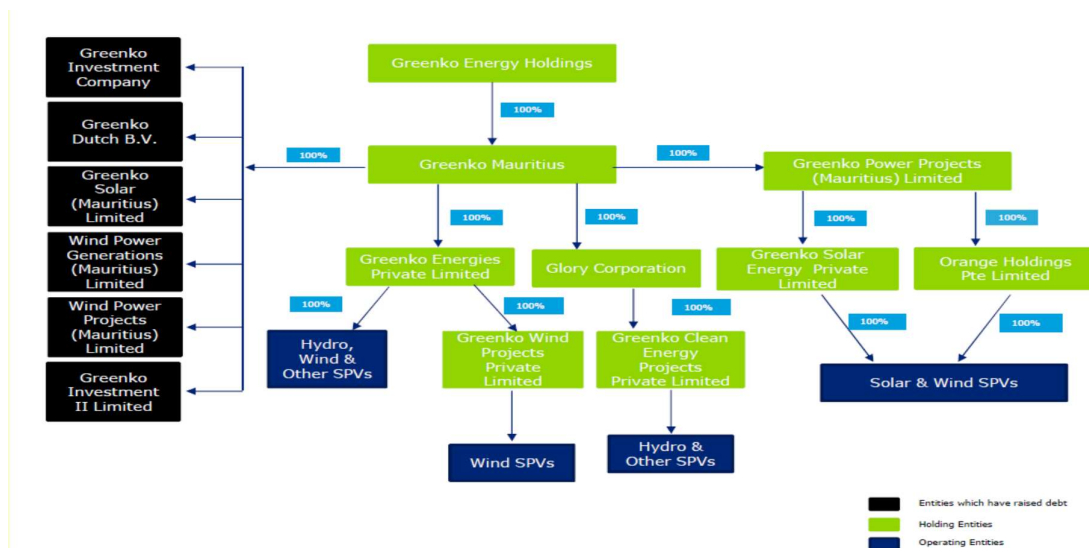 Greenko
Investment
Company
Greenko
Dutch B.V.
Greenko
Solar
(Mauritius)
Limited
Wind Power
Generations
(Mauritius)
Limited
Wind Power
Projects
(Mauritius)
Limited
Greenko
Investment
II Limited
Greenko Energy Holdings
100%
100%
Greenko Mauritius
100%
Greenko Power Projects
(Mauritius) Limited
100%
100%
100%
100%
Greenko Energies
Private Limited
Glory Corporation
Greenko Solar
Energy Private
Limited
Orange Holdings
Pte Limited
100%
100%
100%
100%
100%
Hydro,
Wind &
Other SPVs
Greenko Wind
Projects
Private
Limited
Greenko Clean
Energy
Projects
Private Limited
Solar & Wind SPVs
Wind SPVs
Hydro &
Other SPVs
Entities which have raised debt
Holding Entities
Operating Entities